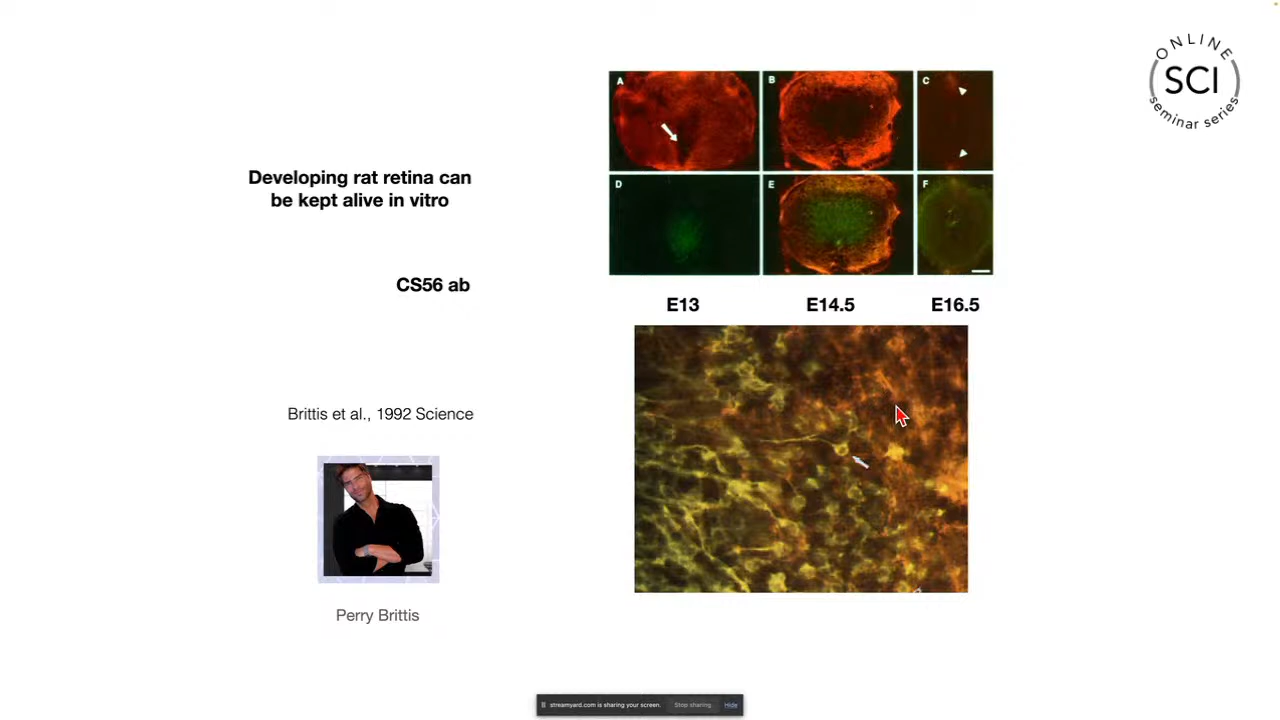 ONLINE
SCI
seminar series
Developing rat retina can
be kept alive in vitro
CS56 ab
A
B
C
D
E
F
E13
E14.5
E16.5
Brittis et al., 1992 Science
Perry Brittis
streamyard.com is sharing your screen.
Stop sharing
Hide